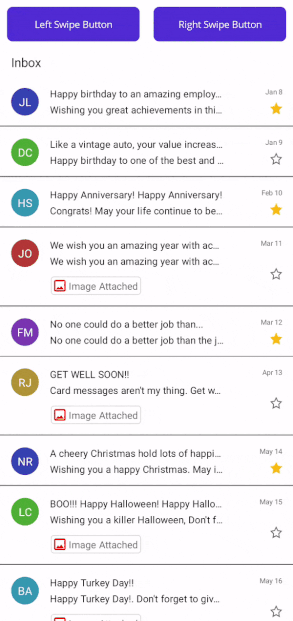 Left Swipe Button
Right Swipe Button
Inbox
JL
Happy birthday to an amazing employ...
Jan 8
Wishing you great achievements in thi...
DC
Like a vintage auto, your value increas...
Jan 9
Happy birthday to one of the best and ...
HS
Happy Anniversary! Happy Anniversary!
Feb 10
Congrats! May your life continue to be...
JO
We wish you an amazing year with ac...
Mar 11
We wish you an amazing year with ac...
Image Attached
FM
No one could do a better job than...
Mar 12
No one could do a better job than the j...
RJ
GET WELL SOON!!
Apr 13
Card messages aren't my thing. Get w...
Image Attached
NR
A cheery Christmas hold lots of happi...
May 14
Wishing you a happy Christmas. May i...
LC
BOO!!! Happy Halloween! Happy Hallo...
May 15
Wishing you a killer Halloween, Don't f...
Image Attached
BA
Happy Turkey Day!!
May 16
Happy Turkey Day!. Don't forget to giv...